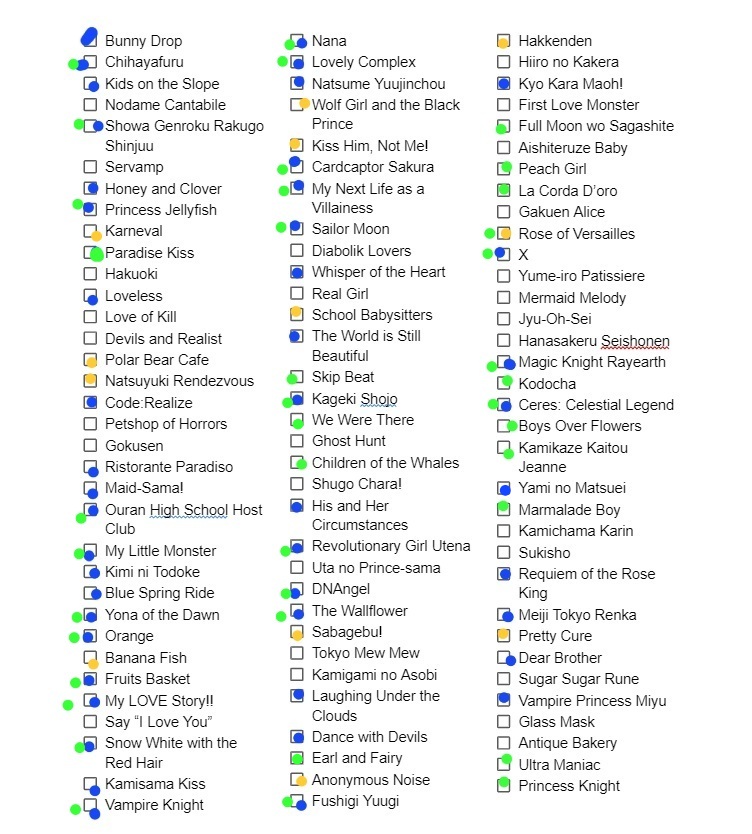 Bunny Drop
Chihayafuru
Kids on the Slope
Nodame Cantabile
Showa Genroku Rakugo
Shinjuu
Servamp
Honey and Clover
Princess Jellyfish
Karneval
Paradise Kiss
Hakuoki
Loveless
Love of Kill
Devils and Realist
Polar Bear Cafe
Natsuyuki Rendezvous
Code:Realize
Petshop of Horrors
Gokusen
Ristorante Paradiso
Maid-Sama!
Ouran High School Host
Club
My Little Monster
Kimi ni Todoke
Blue Spring Ride
Yona of the Dawn
Orange
Banana Fish
Fruits Basket
My LOVE Story!!
Say “I Love You”
Snow White with the
Red Hair
Kamisama Kiss
Vampire Knight
Nana
Lovely Complex
Natsume Yuujinchou
Wolf Girl and the Black
Prince
Kiss Him, Not Me!
Cardcaptor Sakura
My Next Life as a
Villainess
Sailor Moon
Diabolik Lovers
Whisper of the Heart
Real Girl
School Babysitters
The World is Still
Beautiful
Skip Beat
Kageki Shojo
We Were There
Ghost Hunt
Children of the Whales
Shugo Chara!
His and Her
Circumstances
Revolutionary Girl Utena
Uta no Prince-sama
DNAngel
The Wallflower
Sabagebu!
Tokyo Mew Mew
Kamigami no Asobi
Laughing Under the
Clouds
Dance with Devils
Earl and Fairy
Anonymous Noise
Fushigi Yuugi
Hakkenden
Hiiro no Kakera
Kyo Kara Maoh!
First Love Monster
Full Moon wo Sagashite
Aishiteruze Baby
Peach Girl
La Corda D’oro
Gakuen Alice
Rose of Versailles
X
Yume-iro Patissiere
Mermaid Melody
Jyu-Oh-Sei
Hanasakeru Seishonen
Magic Knight Rayearth
Kodocha
Ceres: Celestial Legend
Boys Over Flowers
Kamikaze Kaitou
Jeanne
Yami no Matsuei
Marmalade Boy
Kamichama Karin
Sukisho
Requiem of the Rose
King
Meiji Tokyo Renka
Pretty Cure
Dear Brother
Sugar Sugar Rune
Vampire Princess Miyu
Glass Mask
Antique Bakery
Ultra Maniac
Princess Knight